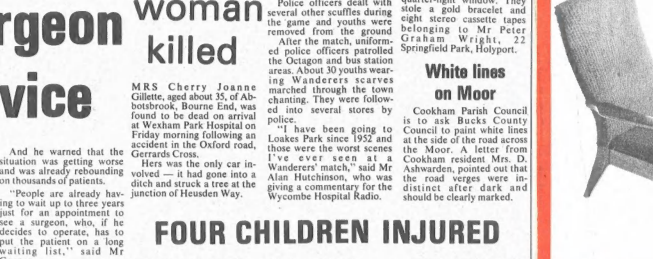 rgeon
vice
And he warned that the
situation was getting worse
and was already rebounding
on thousands of patients.
"People are already hav-
ing to wait up to three years
just for an appointment to
see a surgeon, who, if he
decides to operate, has to
put the patient on a long
waiting list," said Mr
woman
killed
MRS Cherry Joanne
Gillette, aged about 35, of Ab-
botsbrook, Bourne End, was
found to be dead on arrival
at Wexham Park Hospital on
Friday morning following an
accident in the Oxford road,
Gerrards Cross.
Hers was the only car in-
volved — it had gone into a
ditch and struck a tree at the
junction of Heusden Way.
Police officers dealt with
several other scuffles during
the game and youths were
removed from the ground
After the match, uniform-
ed police officers patrolled
the Octagon and bus station
areas. About 30 youths wear-
ing Wanderers scarves
marched through the town
chanting. They were follow-
ed into several stores by
police.
"I have been going to
Loakes Park since 1952 and
those were the worst scenes
I've ever seen at a
Wanderers' match," said Mr
Alan Hutchinson, who was
giving a commentary for the
Wycombe Hospital Radio.
quarter-light window. They
stole a gold bracelet and
eight stereo cassette tapes
belonging to Mr Peter
Graham Wright, 22
Springfield Park, Holyport.
White lines
on Moor
Cookham Parish Council
is to ask Bucks County
Council to paint white lines
at the side of the road across
the Moor. A letter from
Cookham resident Mrs. D.
Ashwarden, pointed out that
the road verges were in-
distinct after dark and
should be clearly marked.
FOUR CHILDREN INJURED